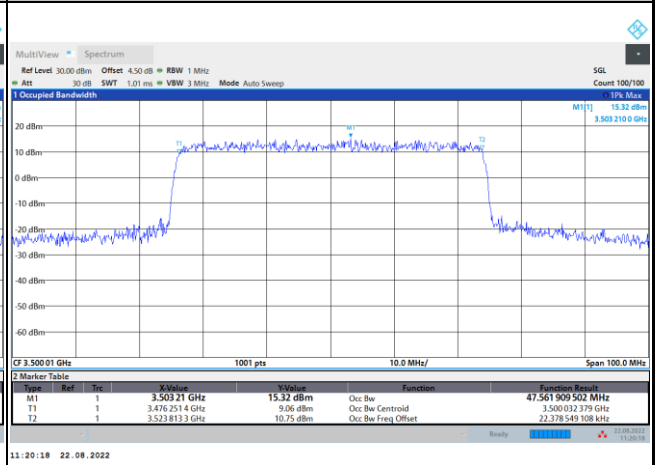 MultiView Spectrum
Ref Level 30.00 dBm Offset 4.50 dB RBW 1 MHz SGL
Att 30 dB SWT 1.01 ms VBW 3 MHz Mode Auto Sweep Count 100/100
1 Occupied Bandwidth 1Pk Max
M1[1] 15.32 dBm
3.503 210 0 GHz
20 dBm
M1
T1
T2
10 dBm
0 dBm
-10 dBm
-20 dBm
-30 dBm
-40 dBm
-50 dBm
-60 dBm
CF 3.500 01 GHz 1001 pts 10.0 MHz/ Span 100.0 MHz
2 Marker Table
Type Ref Trc X-Value Y-Value Function Function Result
M1 1 3.503 21 GHz 15.32 dBm Occ Bw 47.561 909 502 MHz
T1 1 3.476 251 4 GHz 9.06 dBm Occ Bw Centroid 3.500 032 379 GHz
T2 1 3.523 813 3 GHz 10.75 dBm Occ Bw Freq Offset 22.378 549 108 kHz
Ready 22.08.2022
11:20:18
11:20:18 22.08.2022